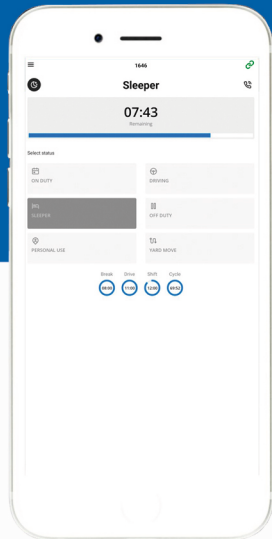 1646
Sleeper
07:43
Remaining
Select status
ON DUTY
DRIVING
SLEEPER
OFF DUTY
PERSONAL USE
YARD MOVE
Break Drive Shift Cycle
08:00 11:00 12:00 69:52